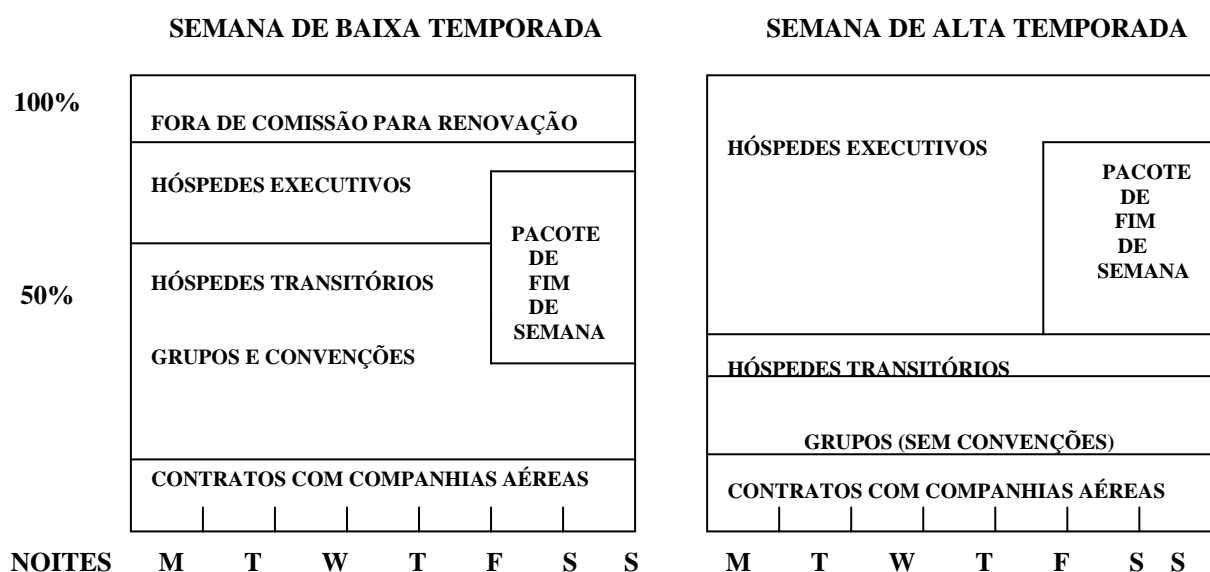 SEMANA DE BAIXA TEMPORADA
100%
50%
FORA DE COMISSÃO PARA RENOVAÇÃO
HÓSPEDES EXECUTIVOS
HÓSPEDES TRANSITÓRIOS
GRUPOS E CONVENÇÕES
PACOTE
DE
FIM
DE
SEMANA
CONTRATOS COM COMPANHIAS AÉREAS
NOITES M T W T F S S
SEMANA DE ALTA TEMPORADA
HÓSPEDES EXECUTIVOS
PACOTE
DE
FIM
DE
SEMANA
HÓSPEDES TRANSITÓRIOS
GRUPOS (SEM CONVENÇÕES)
CONTRATOS COM COMPANHIAS AÉREAS
M T W T F S S